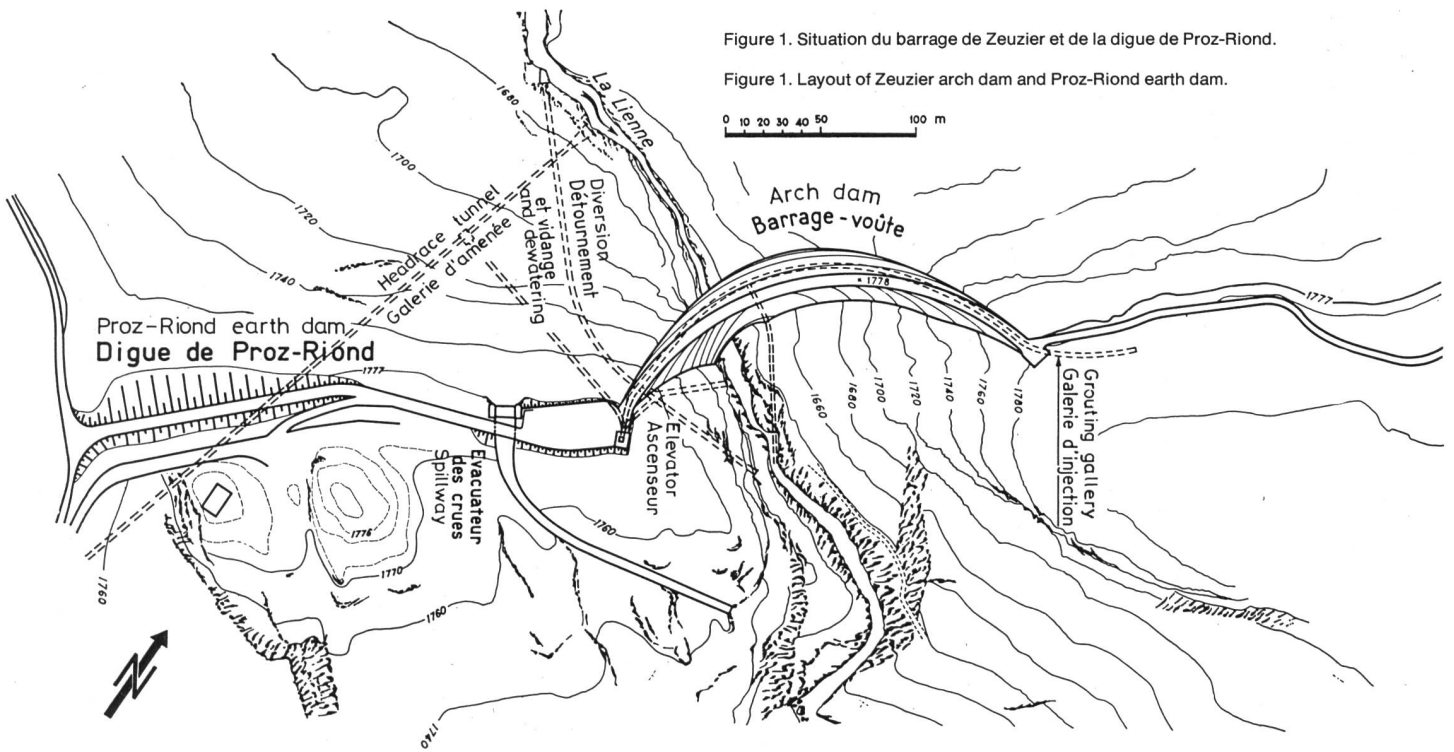 Figure 1. Situation du barrage de Zeuzier et de la digue de Proz-Riond.
Figure 1. Layout of Zeuzier arch dam and Proz-Riond earth dam.
0 10 20 30 40 50 100 m
La Lienne
1680
1700
1720
1740
Headrace tunnel
Galerie d'amenée
Diversion
Détournement
et vidange
and dewatering
Arch dam
Barrage-voûte
1778
1777
Proz-Riond earth dam
Digue de Proz-Riond
1777
Evacuateur
des crues
Spillway
Elevator
Ascenseur
1660
1680
1700
1720
1740
1760
1780
Grouting gallery
Galerie d'injection
1760
1776
1770
1760
1760
1740
N